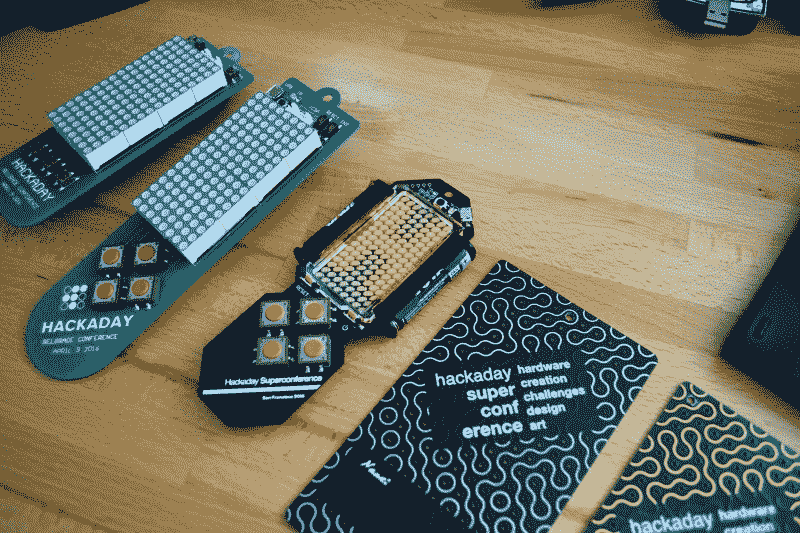 HACKADAY
HACKADAY
BELGRADE CONFERENCE
APRIL 9 2016
Hackaday Superconference
San Francisco
hackaday hardware
super creation
conf challenges
erence design
art
hackaday hardware
creation